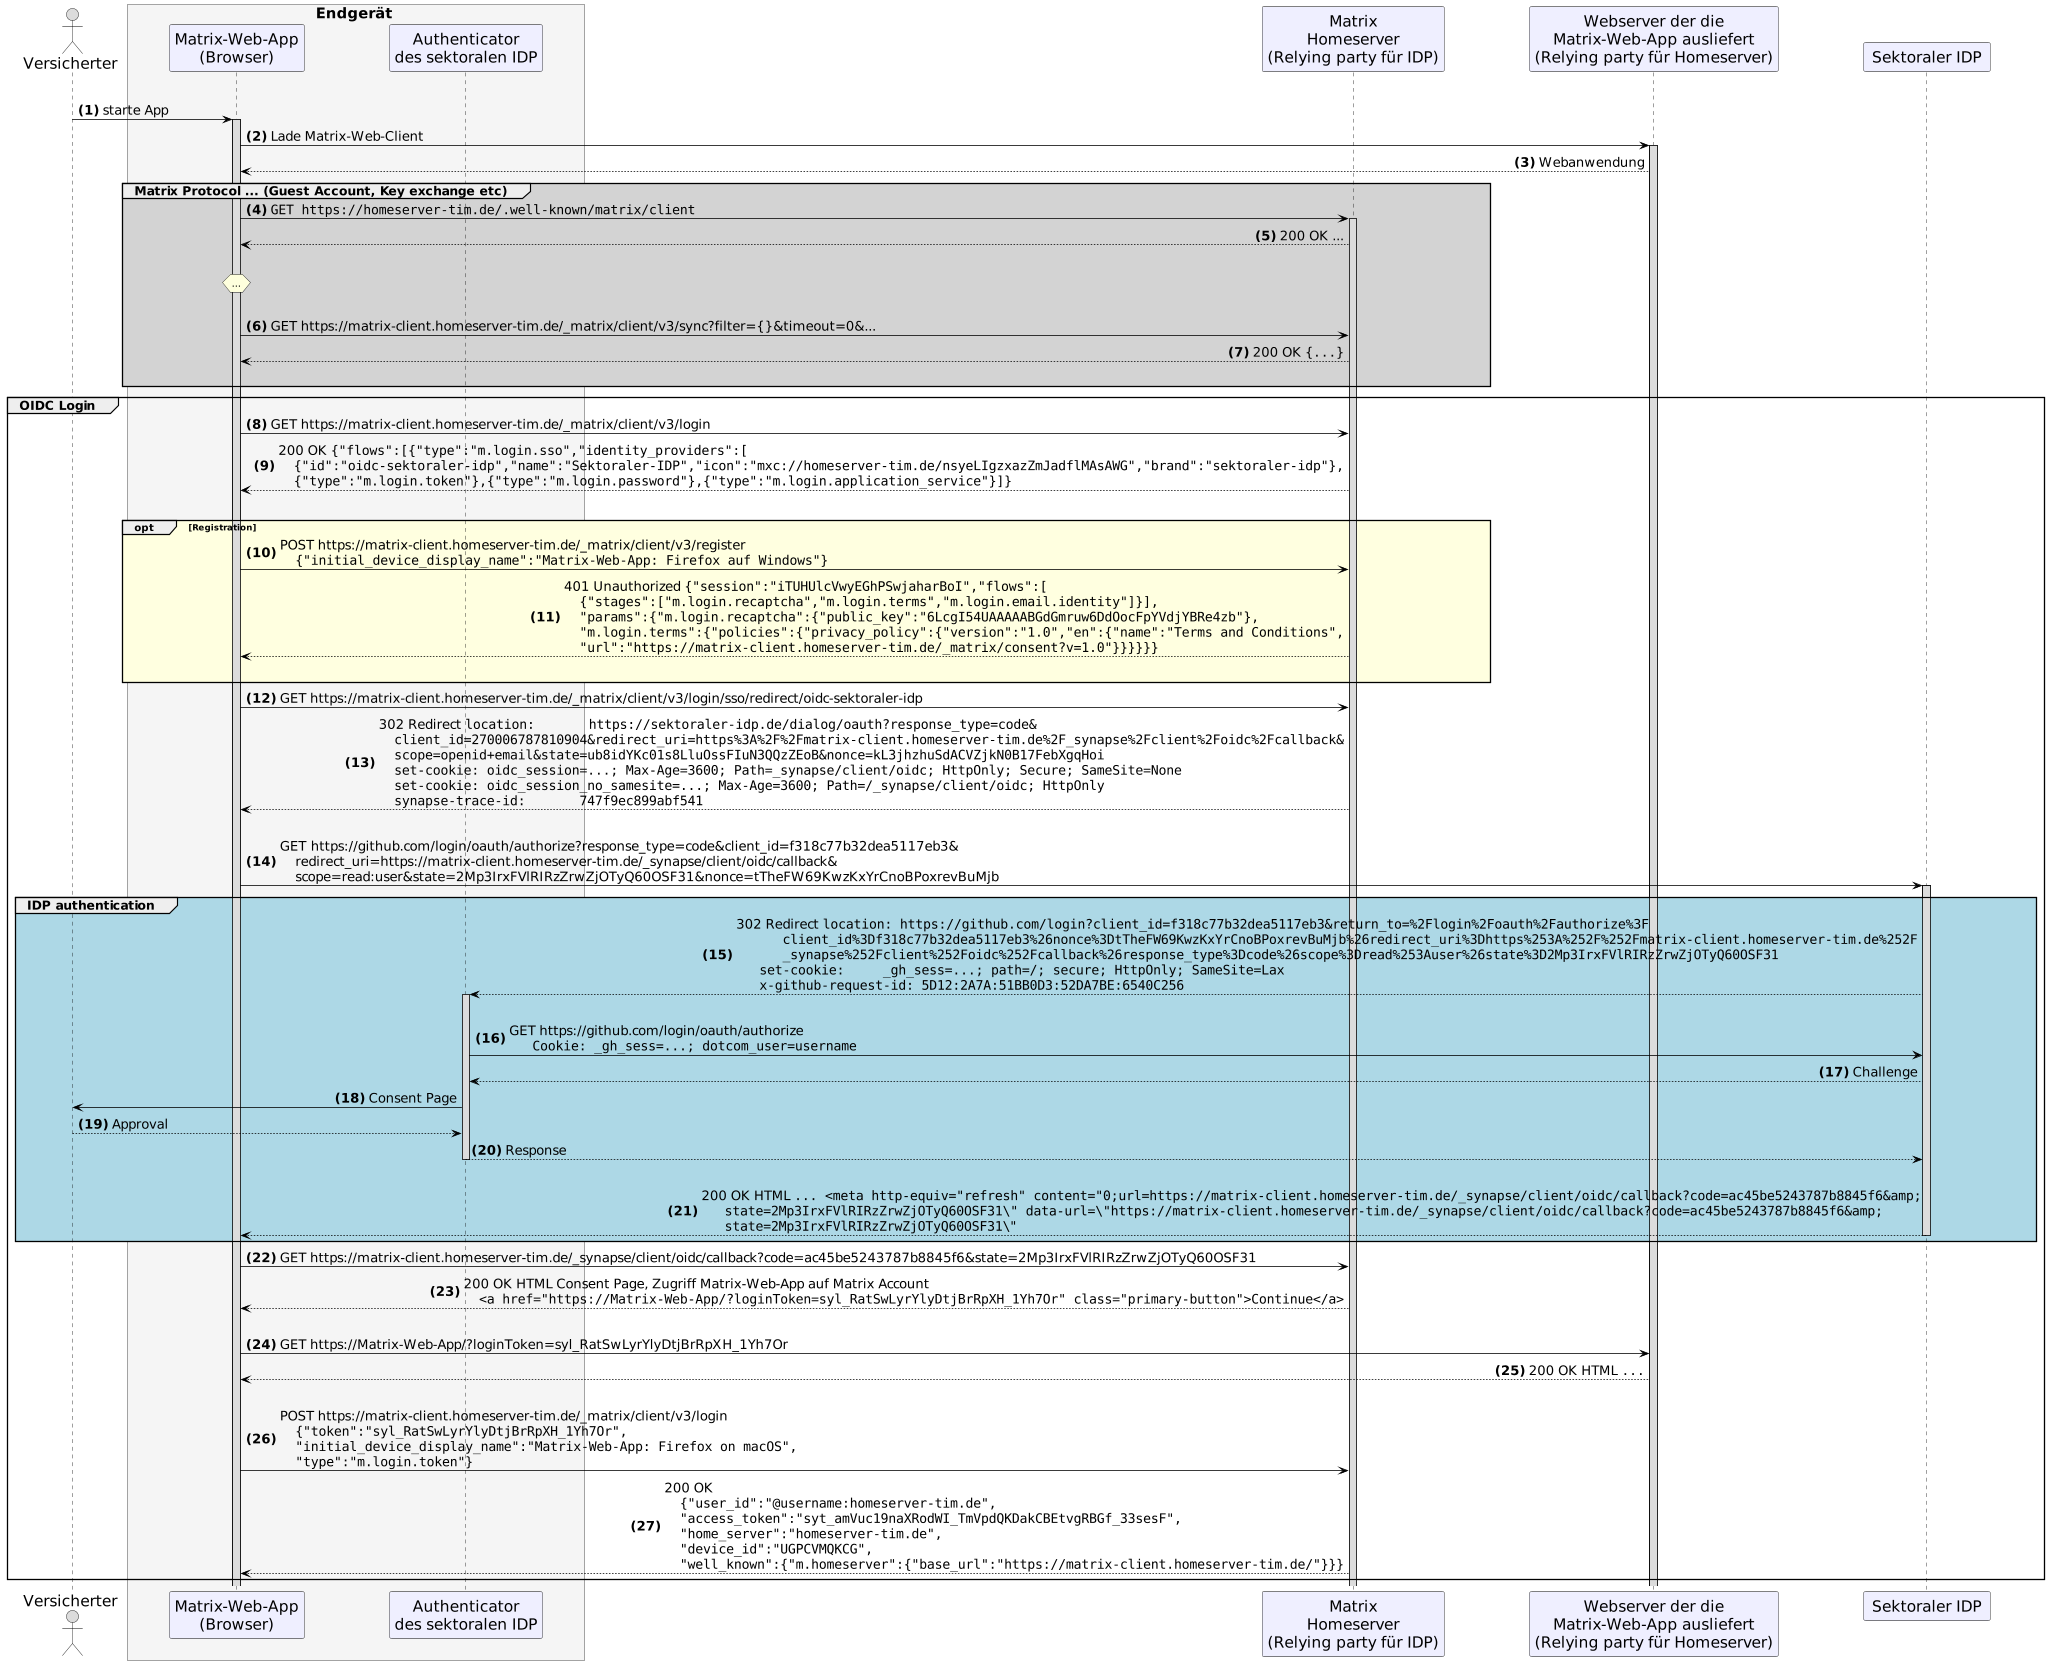 Endgerät
Versicherter
Matrix-Web-App
(Browser)
Authenticator
des sektoralen IDP
Matrix
Homeserver
(Relying party für IDP)
Webserver der die
Matrix-Web-App ausliefert
(Relying party für Homeserver)
Sektoraler IDP
(1) starte App
(2) Lade Matrix-Web-Client
(3) Webanwendung
Matrix Protocol ... (Guest Account, Key exchange etc)
(4) GET https://homeserver-tim.de/.well-known/matrix/client
(5) 200 OK ...
...
(6) GET https://matrix-client.homeserver-tim.de/_matrix/client/v3/sync?filter={}&timeout=0&...
(7) 200 OK {...}
OIDC Login
(8) GET https://matrix-client.homeserver-tim.de/_matrix/client/v3/login
200 OK {"flows":[{"type":"m.login.sso","identity_providers":[
(9) {"id":"oidc-sektoraler-idp","name":"Sektoraler-IDP","icon":"mxc://homeserver-tim.de/nsyeLIgzxazZmJadflMAsAWG","brand":"sektoraler-idp"},
{"type":"m.login.token"},{"type":"m.login.password"},{"type":"m.login.application_service"}]}
opt [Registration]
POST https://matrix-client.homeserver-tim.de/_matrix/client/v3/register
(10) {"initial_device_display_name":"Matrix-Web-App: Firefox auf Windows"}
401 Unauthorized {"session":"iTUHUlcVwyEGhPSwjaharBoI","flows":[
{"stages":["m.login.recaptcha","m.login.terms","m.login.email.identity"]}],
(11) "params":{"m.login.recaptcha":{"public_key":"6LcgI54UAAAAABGdGmruw6DdOocFpYVdjYBRe4zb"},
"m.login.terms":{"policies":{"privacy_policy":{"version":"1.0","en":{"name":"Terms and Conditions",
"url":"https://matrix-client.homeserver-tim.de/_matrix/consent?v=1.0"}}}}}}
(12) GET https://matrix-client.homeserver-tim.de/_matrix/client/v3/login/sso/redirect/oidc-sektoraler-idp
302 Redirect location: https://sektoraler-idp.de/dialog/oauth?response_type=code&
client_id=270006787810904&redirect_uri=https%3A%2F%2Fmatrix-client.homeserver-tim.de%2F_synapse%2Fclient%2Foidc%2Fcallback&
scope=openid+email&state=ub8idYKc01s8LluOssFIuN3QQzZEoB&nonce=kL3jhzhuSdACVZjkN0B17FebXgqHoi
(13) set-cookie: oidc_session=...; Max-Age=3600; Path=_synapse/client/oidc; HttpOnly; Secure; SameSite=None
set-cookie: oidc_session_no_samesite=...; Max-Age=3600; Path=/_synapse/client/oidc; HttpOnly
synapse-trace-id: 747f9ec899abf541
GET https://github.com/login/oauth/authorize?response_type=code&client_id=f318c77b32dea5117eb3&
(14) redirect_uri=https://matrix-client.homeserver-tim.de/_synapse/client/oidc/callback&
scope=read:user&state=2Mp3IrxFVlRIRzZrwZjOTyQ60OSF31&nonce=tTheFW69KwzKxYrCnoBPoxrevBuMjb
IDP authentication
302 Redirect location: https://github.com/login?client_id=f318c77b32dea5117eb3&return_to=%2Flogin%2Foauth%2Fauthorize%3F
client_id%3Df318c77b32dea5117eb3%26nonce%3DtTheFW69KwzKxYrCnoBPoxrevBuMjb%26redirect_uri%3Dhttps%253A%252F%252Fmatrix-client.homeserver-tim.de%252F
(15) _synapse%252Fclient%252Foidc%252Fcallback%26response_type%3Dcode%26scope%3Dread%253Auser%26state%3D2Mp3IrxFVlRIRzZrwZjOTyQ60OSF31
set-cookie: _gh_sess=...; path=/; secure; HttpOnly; SameSite=Lax
x-github-request-id: 5D12:2A7A:51BB0D3:52DA7BE:6540C256
GET https://github.com/login/oauth/authorize
(16) Cookie: _gh_sess=...; dotcom_user=username
(17) Challenge
(18) Consent Page
(19) Approval
(20) Response
200 OK HTML ... <meta http-equiv="refresh" content="0;url=https://matrix-client.homeserver-tim.de/_synapse/client/oidc/callback?code=ac45be5243787b8845f6&amp;
(21) state=2Mp3IrxFVlRIRzZrwZjOTyQ60OSF31\" data-url=\"https://matrix-client.homeserver-tim.de/_synapse/client/oidc/callback?code=ac45be5243787b8845f6&amp;
state=2Mp3IrxFVlRIRzZrwZjOTyQ60OSF31\"
(22) GET https://matrix-client.homeserver-tim.de/_synapse/client/oidc/callback?code=ac45be5243787b8845f6&state=2Mp3IrxFVlRIRzZrwZjOTyQ60OSF31
200 OK HTML Consent Page, Zugriff Matrix-Web-App auf Matrix Account
(23) <a href="https://Matrix-Web-App/?loginToken=syl_RatSwLyrYlyDtjBrRpXH_1Yh7Or" class="primary-button">Continue</a>
(24) GET https://Matrix-Web-App/?loginToken=syl_RatSwLyrYlyDtjBrRpXH_1Yh7Or
(25) 200 OK HTML ...
POST https://matrix-client.homeserver-tim.de/_matrix/client/v3/login
{"token":"syl_RatSwLyrYlyDtjBrRpXH_1Yh7Or",
(26) "initial_device_display_name":"Matrix-Web-App: Firefox on macOS",
"type":"m.login.token"}
200 OK
{"user_id":"@username:homeserver-tim.de",
"access_token":"syt_amVuc19naXRodWI_TmVpdQKDakCBEtvgRBGf_33sesF",
(27) "home_server":"homeserver-tim.de",
"device_id":"UGPCVMQKCG",
"well_known":{"m.homeserver":{"base_url":"https://matrix-client.homeserver-tim.de/"}}}
Versicherter
Matrix-Web-App
(Browser)
Authenticator
des sektoralen IDP
Matrix
Homeserver
(Relying party für IDP)
Webserver der die
Matrix-Web-App ausliefert
(Relying party für Homeserver)
Sektoraler IDP